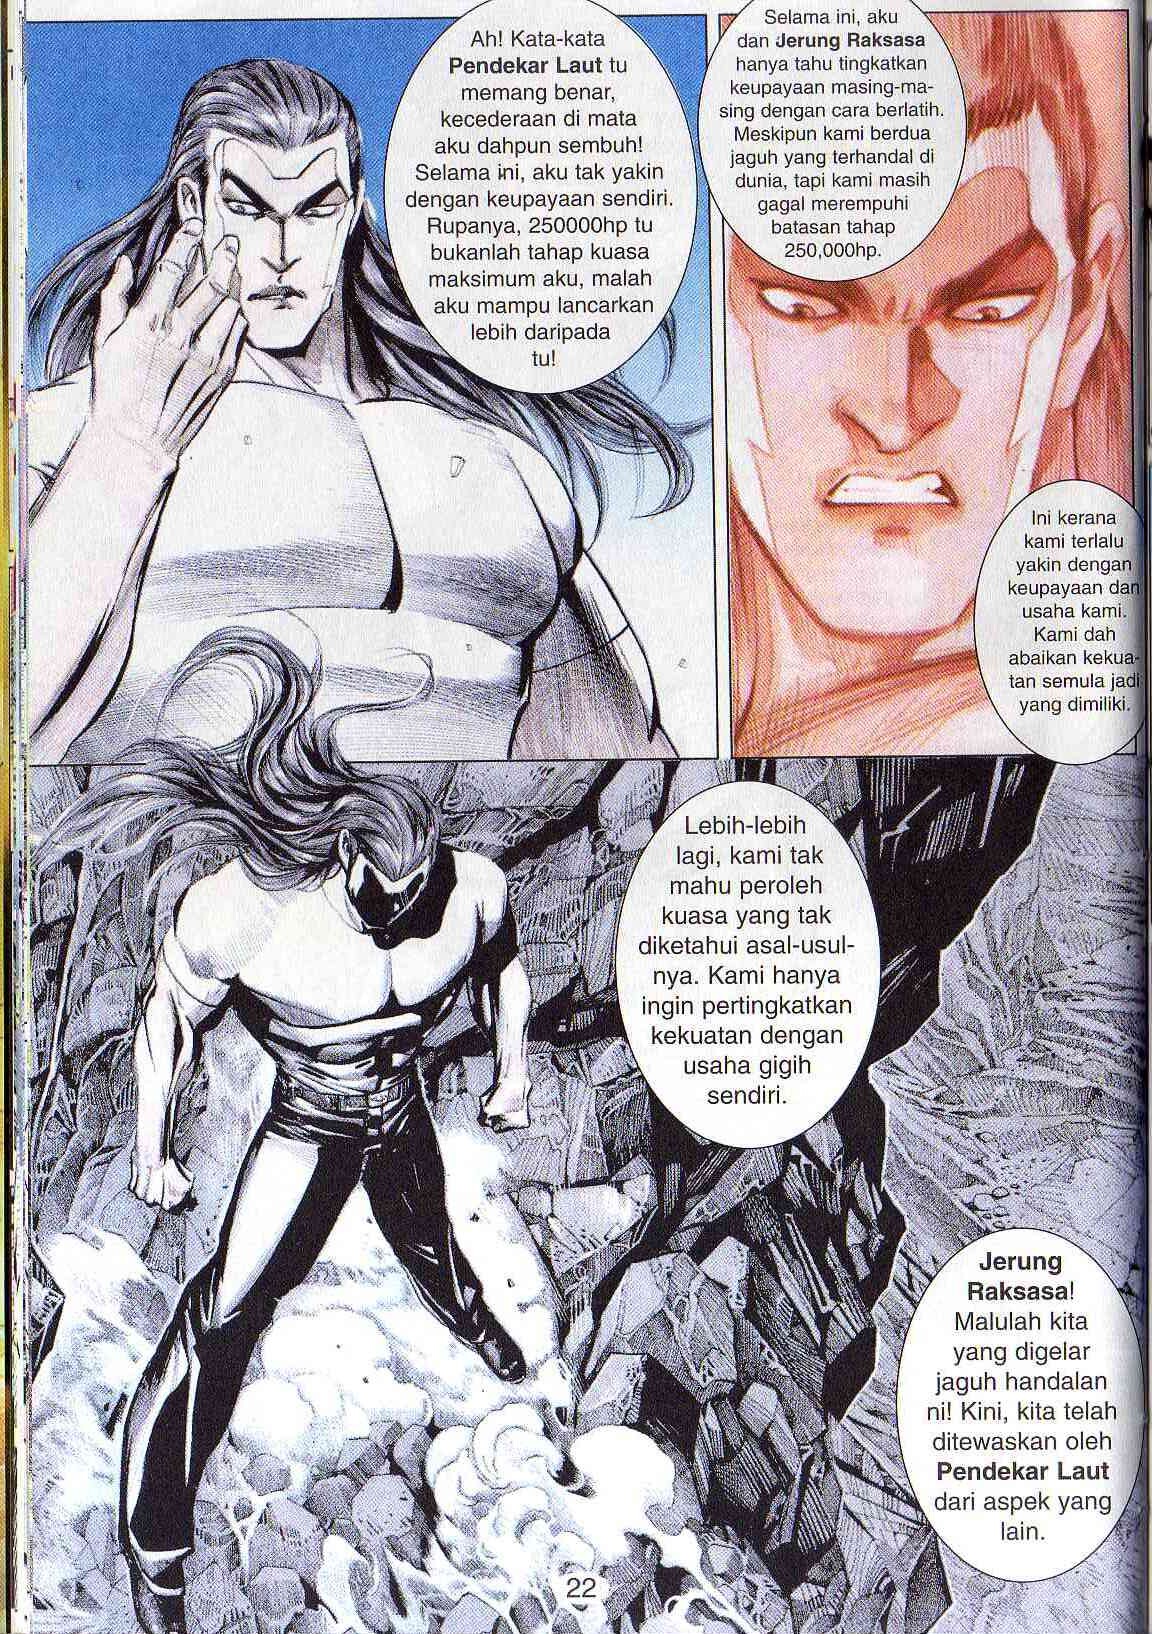 Ah! Kata-kata
Pendekar Laut tu
memang benar,
kecederaan di mata
aku dahpun sembuh!
Selama ini, aku tak yakin
dengan keupayaan sendiri.
Rupanya, 250000hp tu
bukanlah tahap kuasa
maksimum aku, malah
aku mampu lancarkan
lebih daripada
tu!
Selama ini, aku
dan Jerung Raksasa
hanya tahu tingkatkan
keupayaan masing-ma-
sing dengan cara berlatih.
Meskipun kami berdua
jaguh yang terhandal di
dunia, tapi kami masih
gagal merempuhi
batasan tahap
250,000hp.
Ini kerana
kami terlalu
yakin dengan
keupayaan dan
usaha kami.
Kami dah
abaikan kekua-
tan semula jadi
yang dimiliki.
Lebih-lebih
lagi, kami tak
mahu peroleh
kuasa yang tak
diketahui asal-usul-
nya. Kami hanya
ingin pertingkatkan
kekuatan dengan
usaha gigih
sendiri.
Jerung
Raksasa!
Malulah kita
yang digelar
jaguh handalan
ni! Kini, kita telah
ditewaskan oleh
Pendekar Laut
dari aspek yang
lain.
22